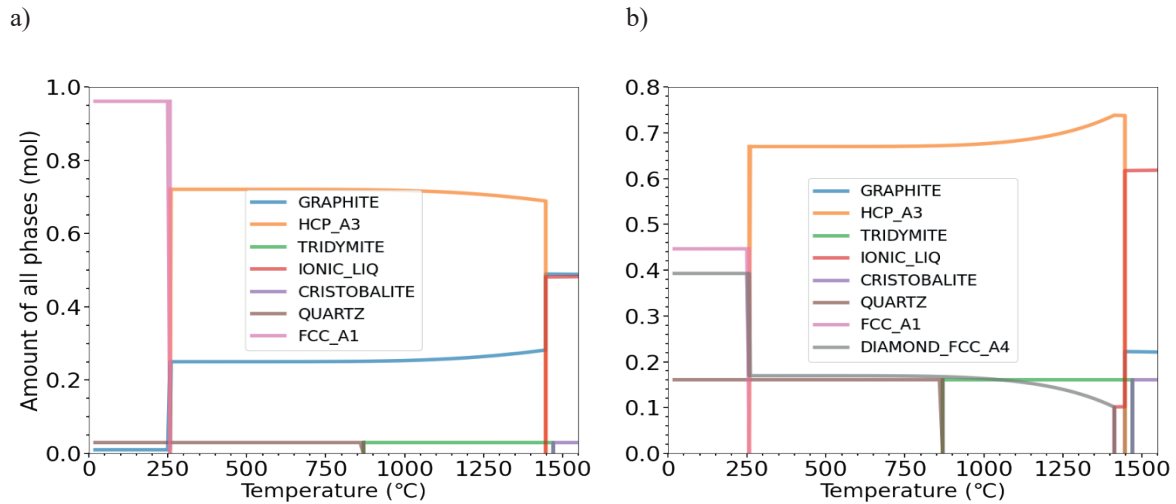 a)
b)
1.0
0.8
0.6
0.4
0.2
0.0
Amount of all phases (mol)
GRAPHITE
HCP_A3
TRIDYMITE
IONIC_LIQ
CRISTOBALITE
QUARTZ
FCC_A1
0 250 500 750 1000 1250 1500
Temperature (℃)
0.8
0.7
0.6
0.5
0.4
0.3
0.2
0.1
0.0
GRAPHITE
HCP_A3
TRIDYMITE
IONIC_LIQ
CRISTOBALITE
QUARTZ
FCC_A1
DIAMOND_FCC_A4
0 250 500 750 1000 1250 1500
Temperature (℃)